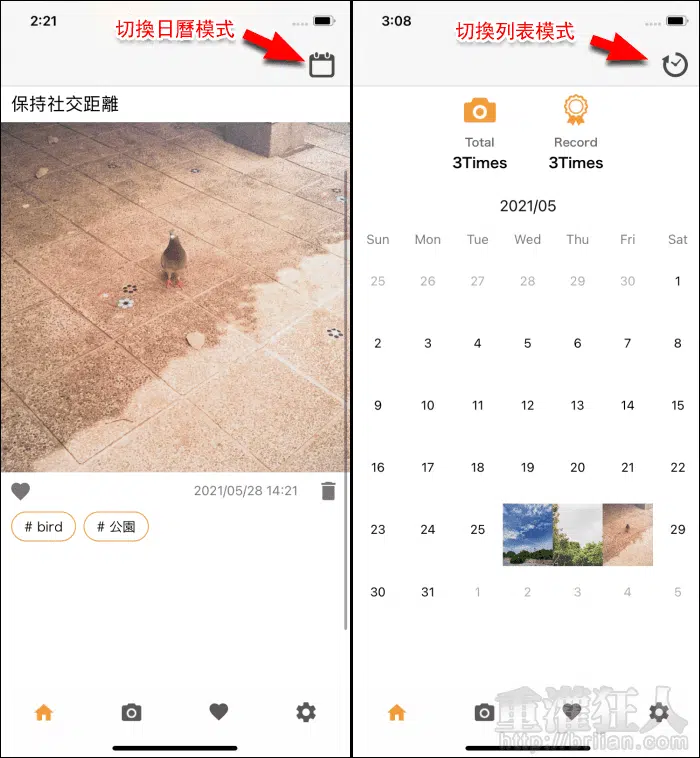 2:21
切換日曆模式
保持社交距離
2021/05/28 14:21
# bird
# 公園
3:08
切換列表模式
Total
Record
3Times
3Times
2021/05
Sun Mon Tue Wed Thu Fri Sat
25 26 27 28 29 30 1
2 3 4 5 6 7 8
9 10 11 12 13 14 15
16 17 18 19 20 21 22
23 24 25 29
30 31 1 2 3 4 5
重灌狂人
http://briian.com